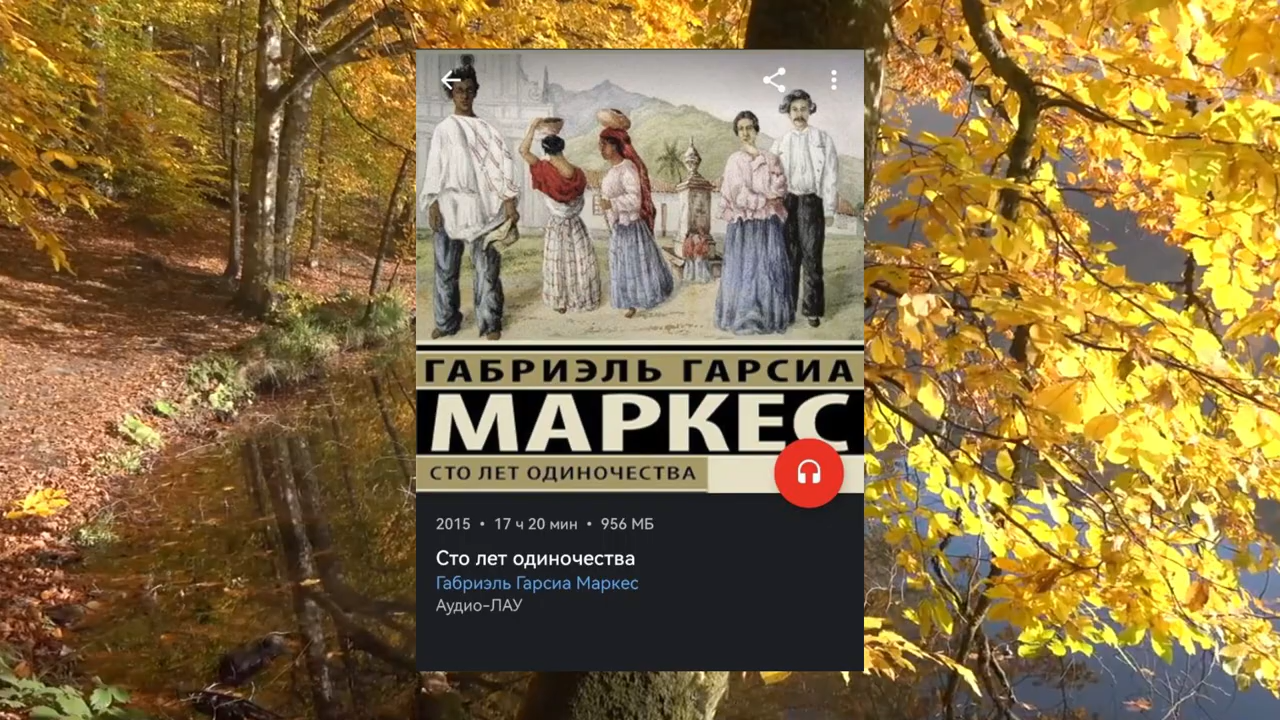 ГАБРИЭЛЬ ГАРСИА
МАРКЕС
СТО ЛЕТ ОДИНОЧЕСТВА
2015 • 17 ч 20 мин • 956 МБ
Сто лет одиночества
Габриэль Гарсиа Маркес
Аудио-ЛАУ